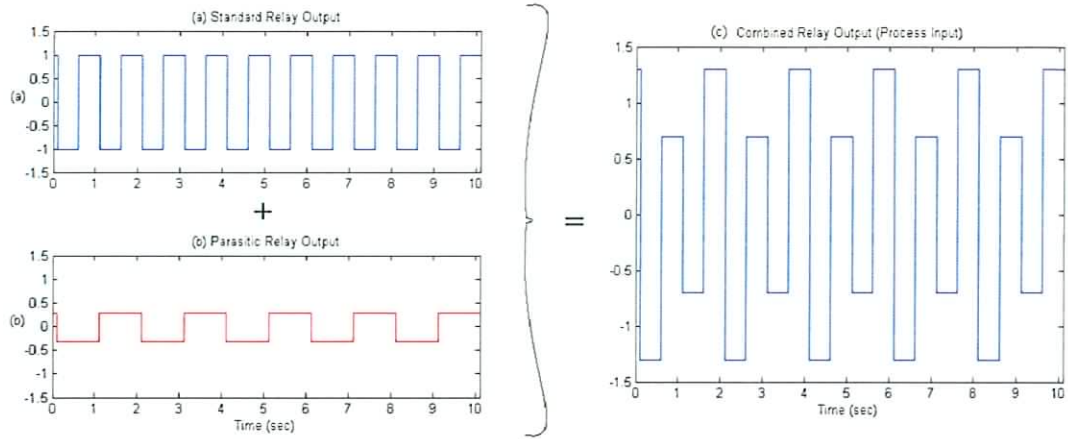 (a) Standard Relay Output
1.5
1
0.5
(a) 0
-0.5
-1
-1.5
0 1 2 3 4 5 6 7 8 9 10
+
(b) Parasitic Relay Output
1.5
1
0.5
(b) 0
-0.5
-1
-1.5
0 1 2 3 4 5 6 7 8 9 10
Time (sec)
=
(c) Combined Relay Output (Process Input)
1.5
1
0.5
0
-0.5
-1
-1.5
0 1 2 3 4 5 6 7 8 9 10
Time (sec)